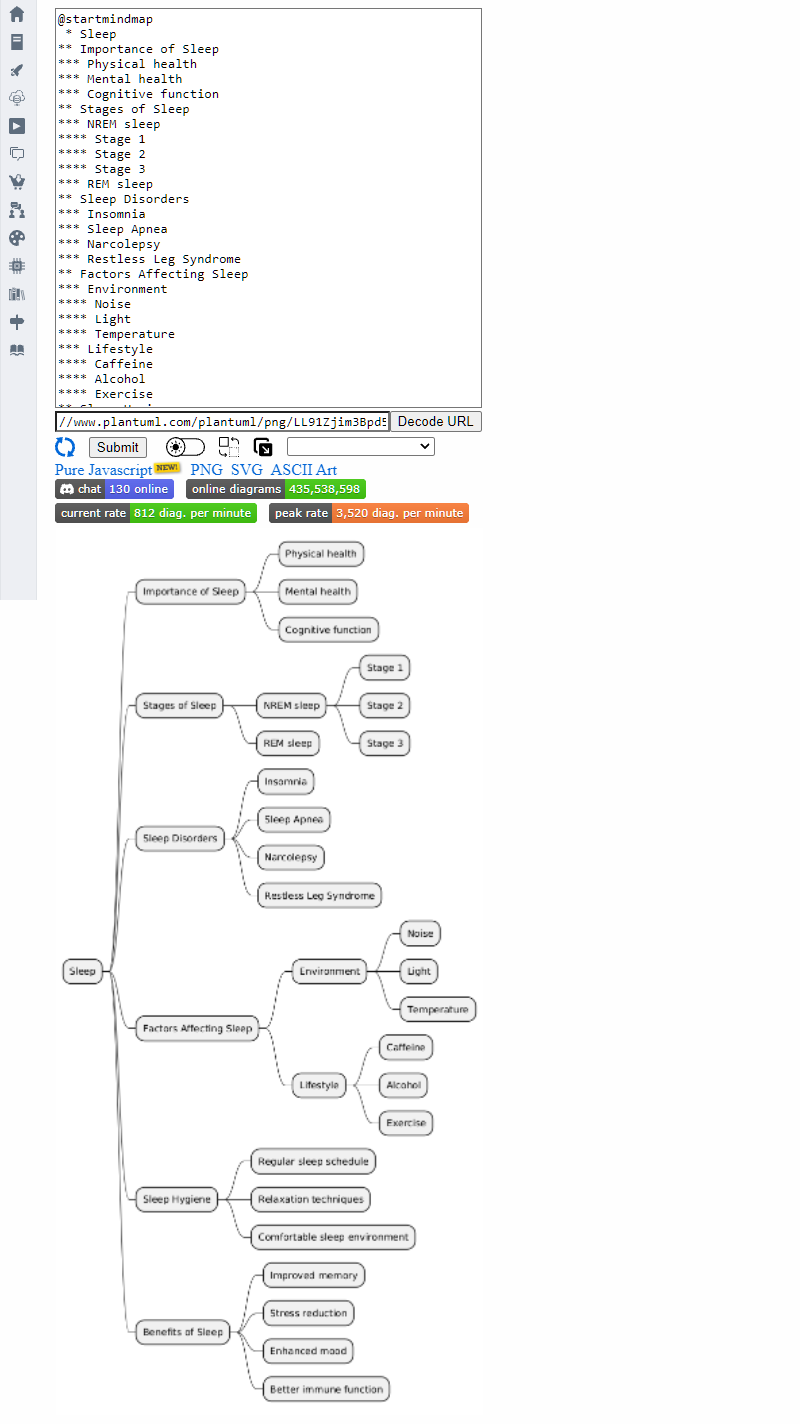 @startmindmap
* Sleep
** Importance of Sleep
*** Physical health
*** Mental health
*** Cognitive function
** Stages of Sleep
*** NREM sleep
**** Stage 1
**** Stage 2
**** Stage 3
*** REM sleep
** Sleep Disorders
*** Insomnia
*** Sleep Apnea
*** Narcolepsy
*** Restless Leg Syndrome
** Factors Affecting Sleep
*** Environment
**** Noise
**** Light
**** Temperature
*** Lifestyle
**** Caffeine
**** Alcohol
**** Exercise
//www.plantuml.com/plantuml/png/LL91Zjim3Bpd5 Decode URL
Submit
Pure Javascript NEW! PNG SVG ASCII Art
chat 130 online online diagrams 435,538,598
current rate 812 diag. per minute peak rate 3,520 diag. per minute
Physical health
Importance of Sleep
Mental health
Cognitive function
Stage 1
Stages of Sleep
NREM sleep
Stage 2
REM sleep
Stage 3
Insomnia
Sleep Apnea
Sleep Disorders
Narcolepsy
Restless Leg Syndrome
Noise
Sleep
Environment
Light
Temperature
Factors Affecting Sleep
Caffeine
Lifestyle
Alcohol
Exercise
Regular sleep schedule
Sleep Hygiene
Relaxation techniques
Comfortable sleep environment
Improved memory
Stress reduction
Benefits of Sleep
Enhanced mood
Better immune function